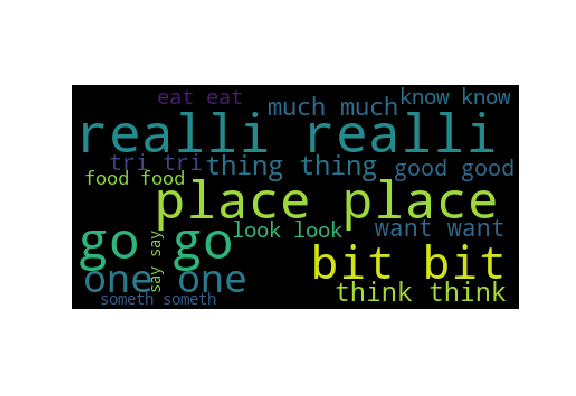 eat eat
much much
know know
realli realli
tri tri
thing thing
good good
food food
place place
go go
look look
want want
say say
bit bit
one one
think think
someth someth